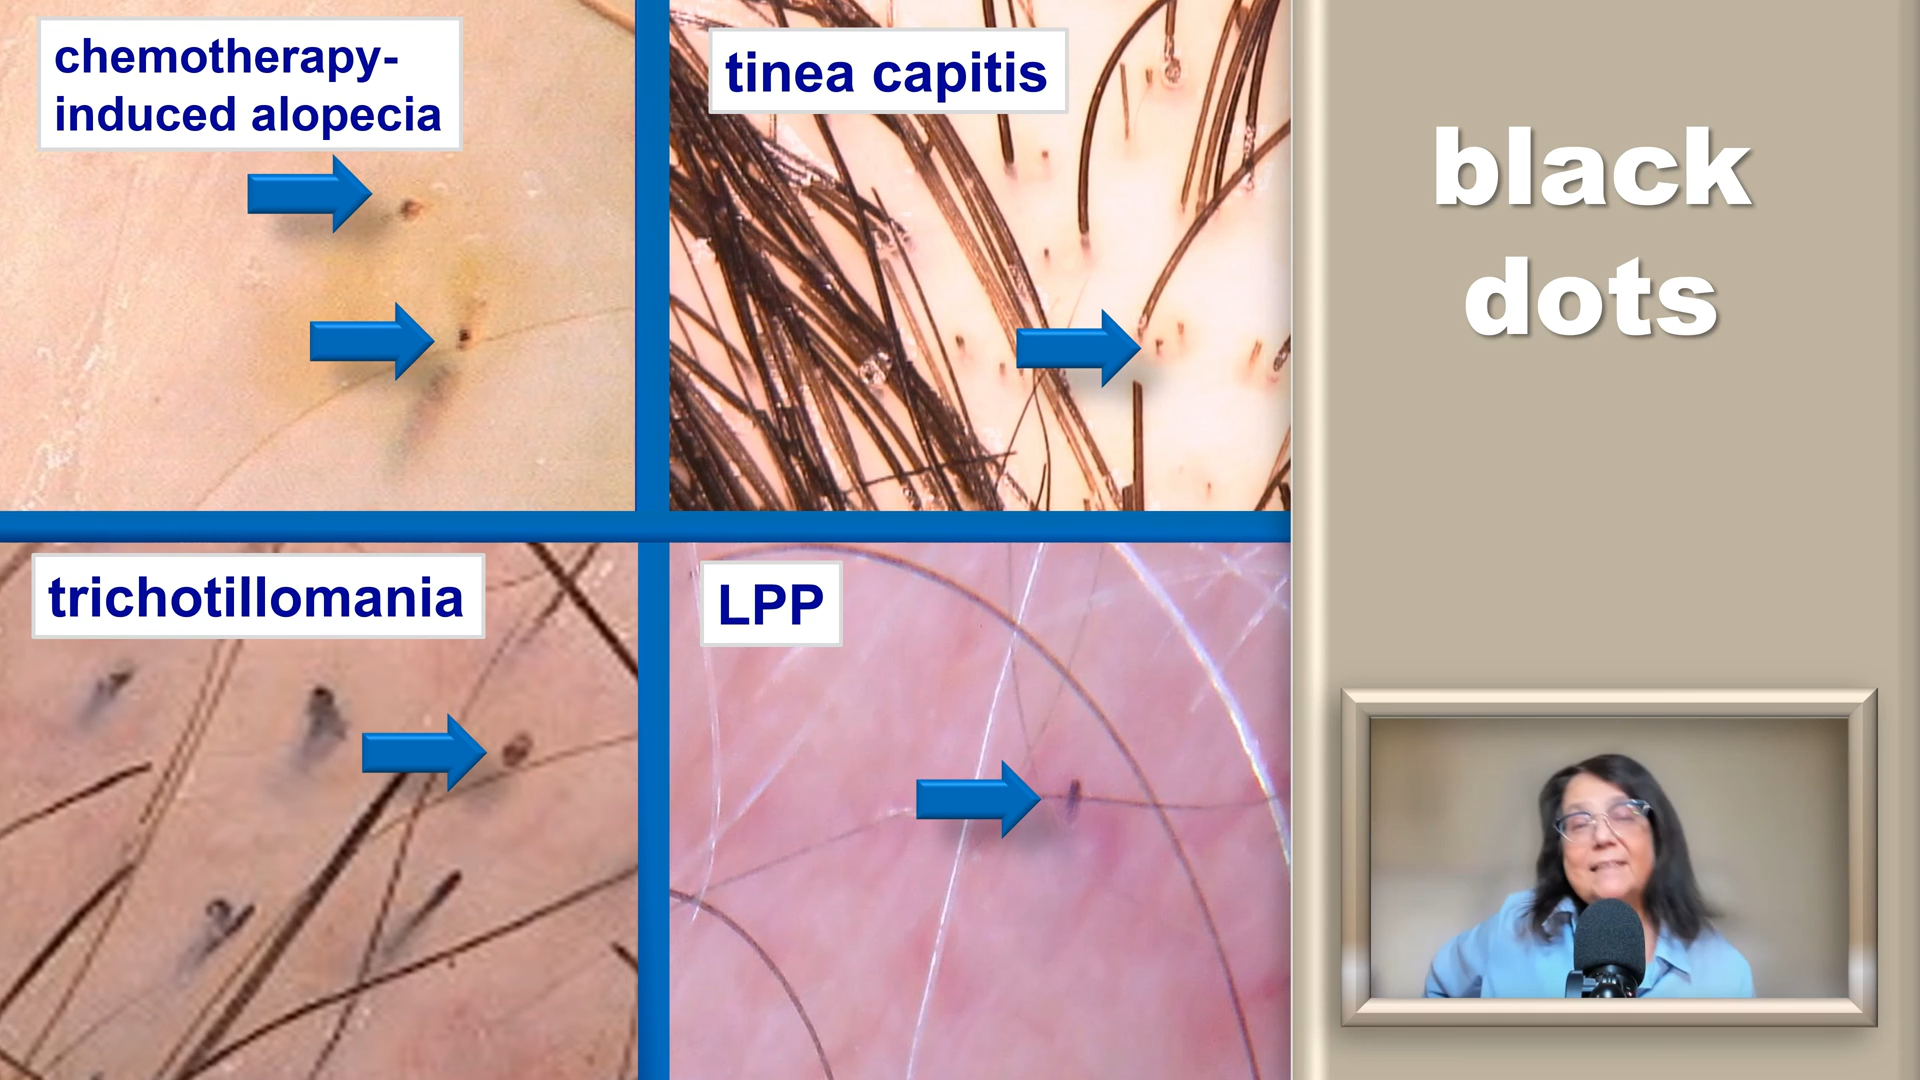 chemotherapy-
induced alopecia
tinea capitis
trichotillomania
LPP
black
dots